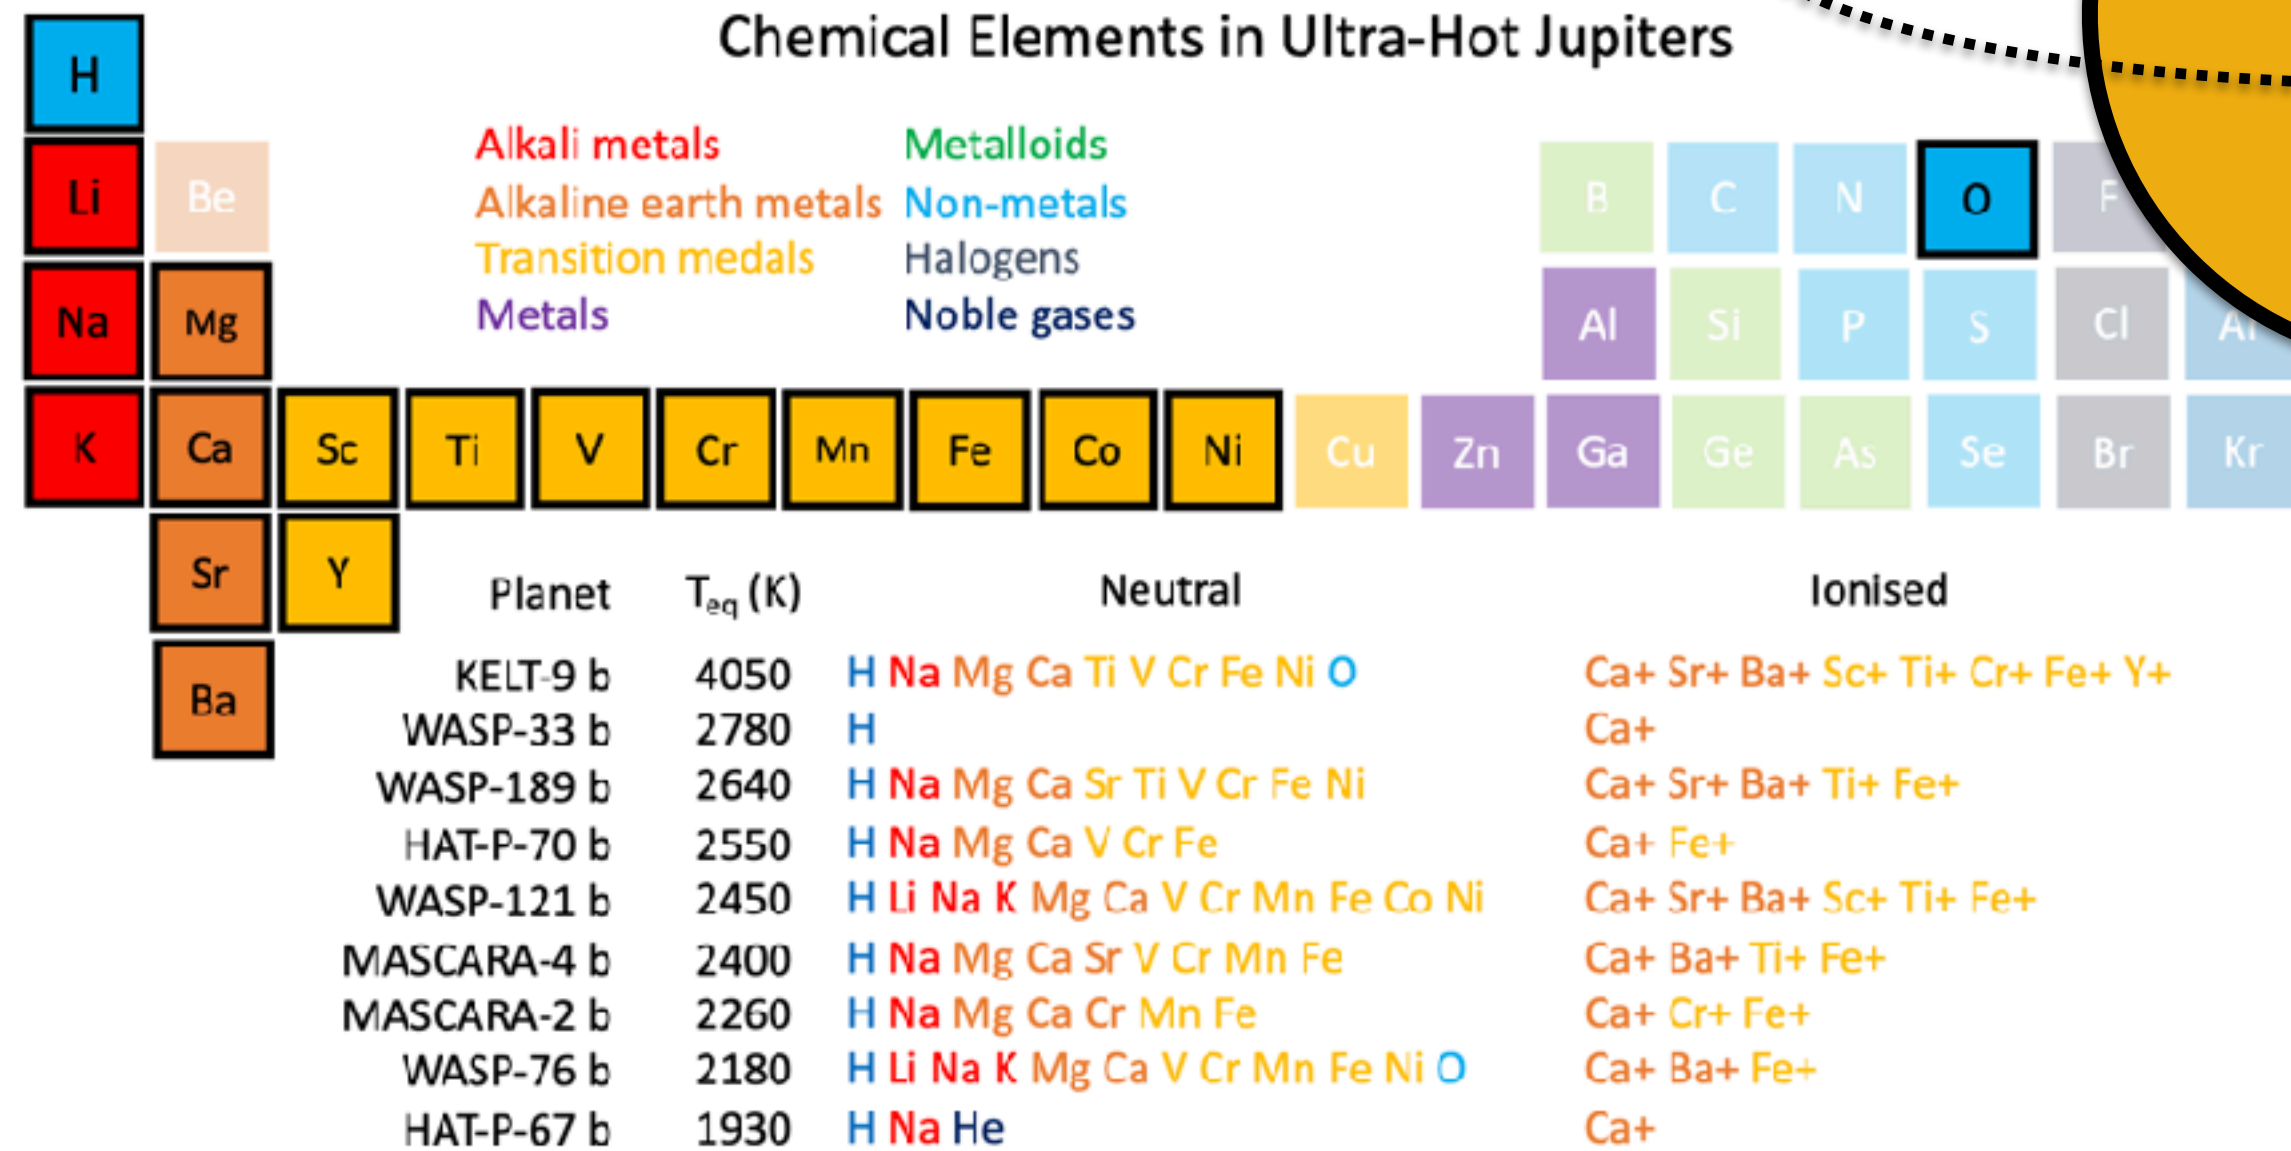 Chemical Elements in Ultra-Hot Jupiters
H
Alkali metals Metalloids
Li Be Alkaline earth metals Non-metals B C N O F
Transition medals Halogens
Na Mg Metals Noble gases Al Si P S Cl Ar
K Ca Sc Ti V Cr Mn Fe Co Ni Cu Zn Ga Ge As Se Br Kr
Sr Y
Ba
Planet Teq (K) Neutral Ionised
KELT-9 b 4050 H Na Mg Ca Ti V Cr Fe Ni O Ca+ Sr+ Ba+ Sc+ Ti+ Cr+ Fe+ Y+
WASP-33 b 2780 H Ca+
WASP-189 b 2640 H Na Mg Ca Sr Ti V Cr Fe Ni Ca+ Sr+ Ba+ Ti+ Fe+
HAT-P-70 b 2550 H Na Mg Ca V Cr Fe Ca+ Fe+
WASP-121 b 2450 H Li Na K Mg Ca V Cr Mn Fe Co Ni Ca+ Sr+ Ba+ Sc+ Ti+ Fe+
MASCARA-4 b 2400 H Na Mg Ca Sr V Cr Mn Fe Ca+ Ba+ Ti+ Fe+
MASCARA-2 b 2260 H Na Mg Ca Cr Mn Fe Ca+ Cr+ Fe+
WASP-76 b 2180 H Li Na K Mg Ca V Cr Mn Fe Ni O Ca+ Ba+ Fe+
HAT-P-67 b 1930 H Na He Ca+